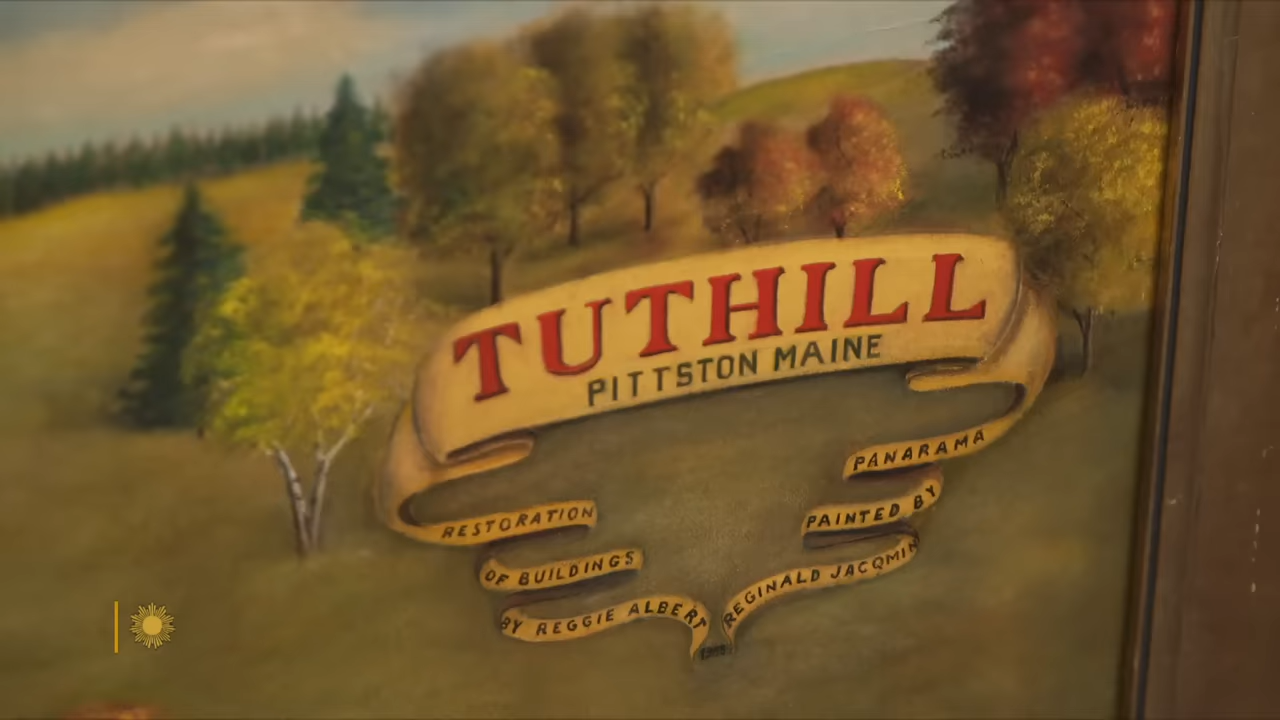 TUTHILL
PITTSTON MAINE
RESTORATION
OF BUILDINGS
BY REGGIE ALBERT
PANARAMA
PAINTED BY
REGINALD JACQMIN